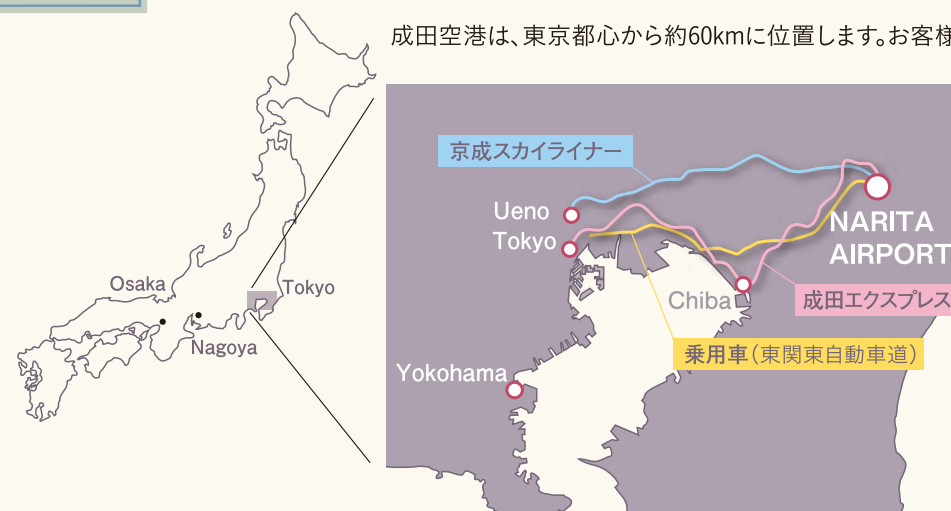 成田空港は、東京都心から約60kmに位置します。お客様
京成スカイライナー
Ueno
Tokyo
NARITA
AIRPORT
Osaka
Tokyo
Chiba
成田エクスプレス
Nagoya
乗用車（東関東自動車道）
Yokohama